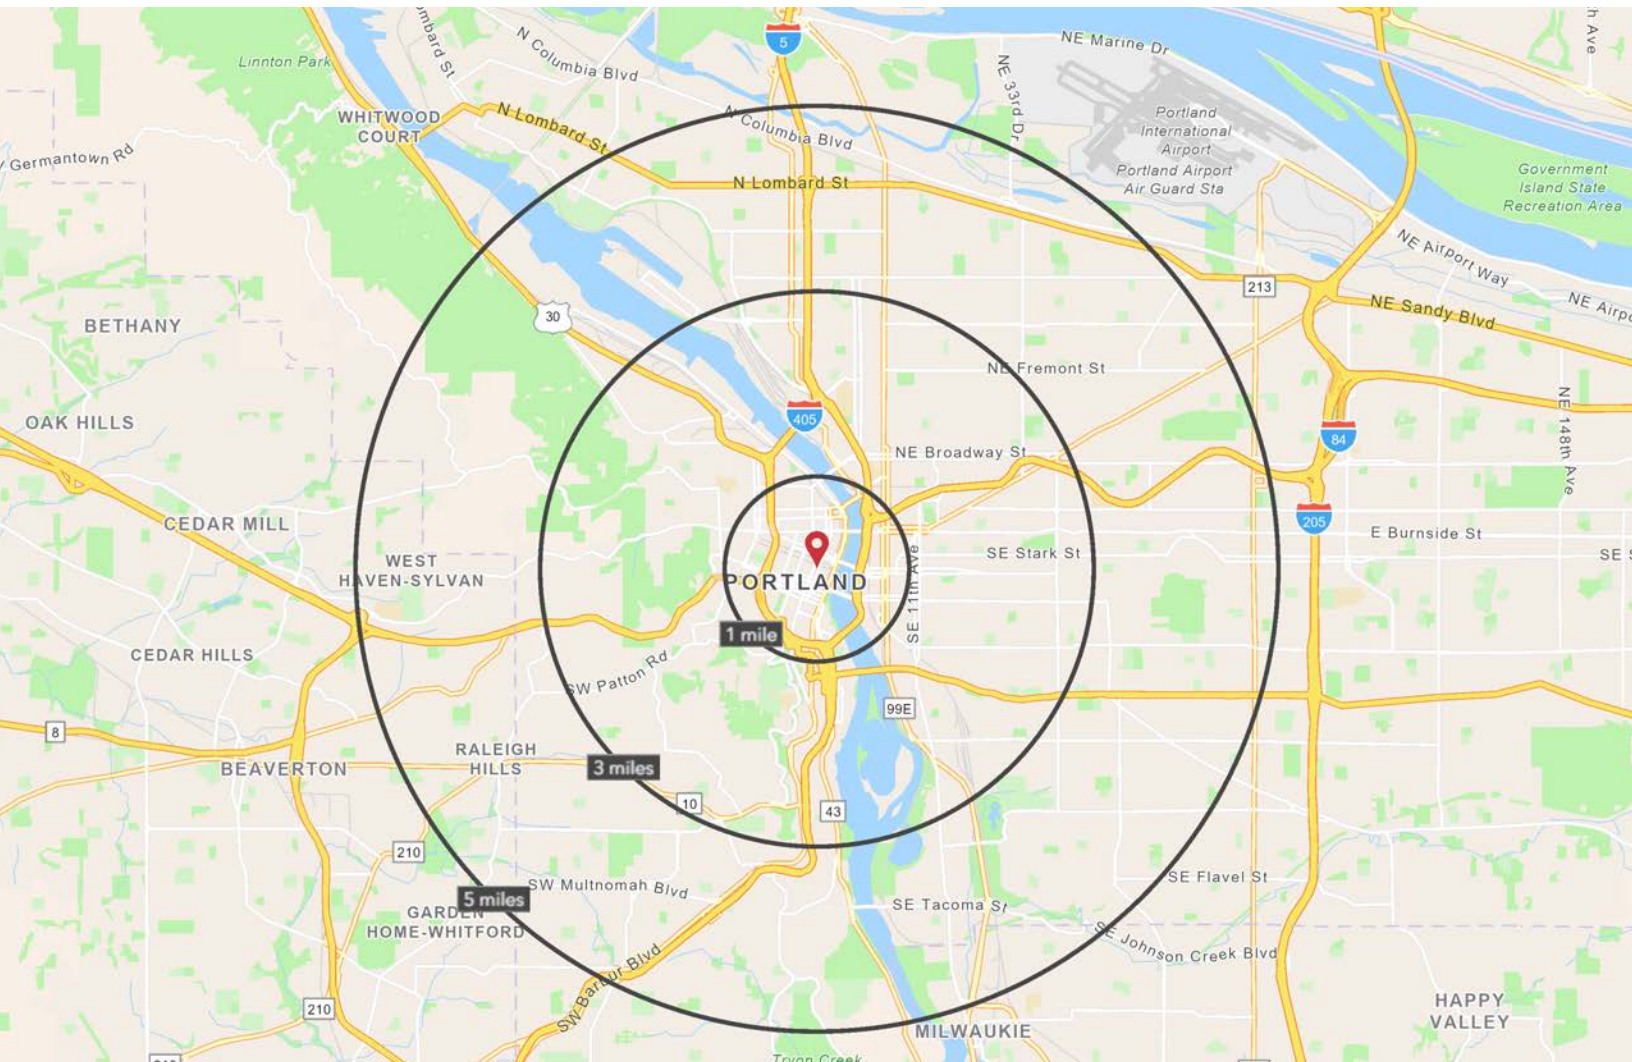 5
NE Marine Dr
N Columbia Blvd
Linnton Park
NE 33rd Dr
WHITWOOD
COURT
N Lombard St
N Columbia Blvd
Portland
International
Airport
Portland Airport
Air Guard Sta
Germantown Rd
N Lombard St
Government
Island State
Recreation Area
NE Airport Way
213
NE Sandy Blvd
30
BETHANY
NE Fremont St
OAK HILLS
405
84
NE 148th Ave
NE Broadway St
CEDAR MILL
205
E Burnside St
SE Stark St
WEST
HAVEN-SYLVAN
PORTLAND
SE 11th Ave
1 mile
CEDAR HILLS
SW Patton Rd
99E
8
RALEIGH
HILLS
BEAVERTON
3 miles
10
43
210
SE Flavel St
SW Multnomah Blvd
5 miles
SE Tacoma St
GARDEN
HOME-WHITFORD
SE Johnson Creek Blvd
SW Barbur Blvd
210
HAPPY
VALLEY
MILWAUKIE
Tryon Creek